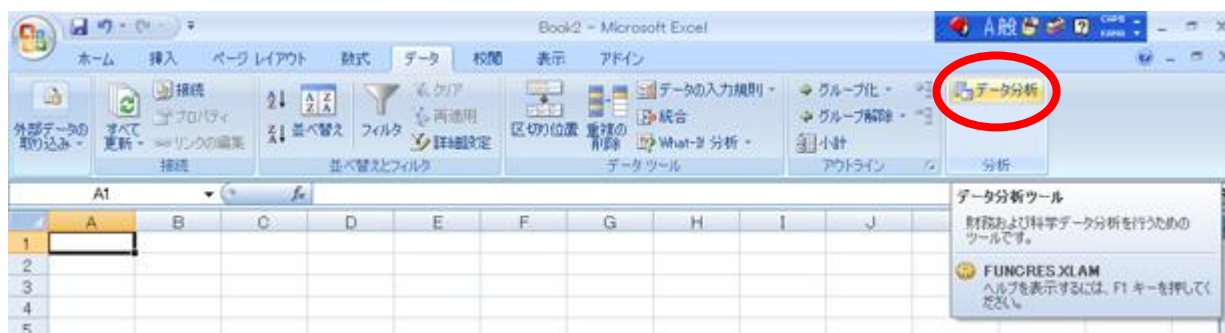 Book2 - Microsoft Excel
A 般 CAPS KANA
ホーム 挿入 ページ レイアウト 数式 データ 校閲 表示 アドイン
接続 クリア データの入力規則 グループ化 データ分析
プロパティ 再適用 統合 グループ解除
外部データの取り込み すべて更新 リンクの編集 並べ替え フィルタ 詳細設定 区切り位置 重複の削除 What-If 分析 小計
接続 並べ替えとフィルタ データ ツール アウトライン 分析
A1 fx
データ分析ツール
A B C D E F G H I J
財務および科学データ分析を行うための
ツールです。
1
2
FUNCRES.XLAM
3
ヘルプを表示するには、F1 キーを押してく
ださい。
4
5